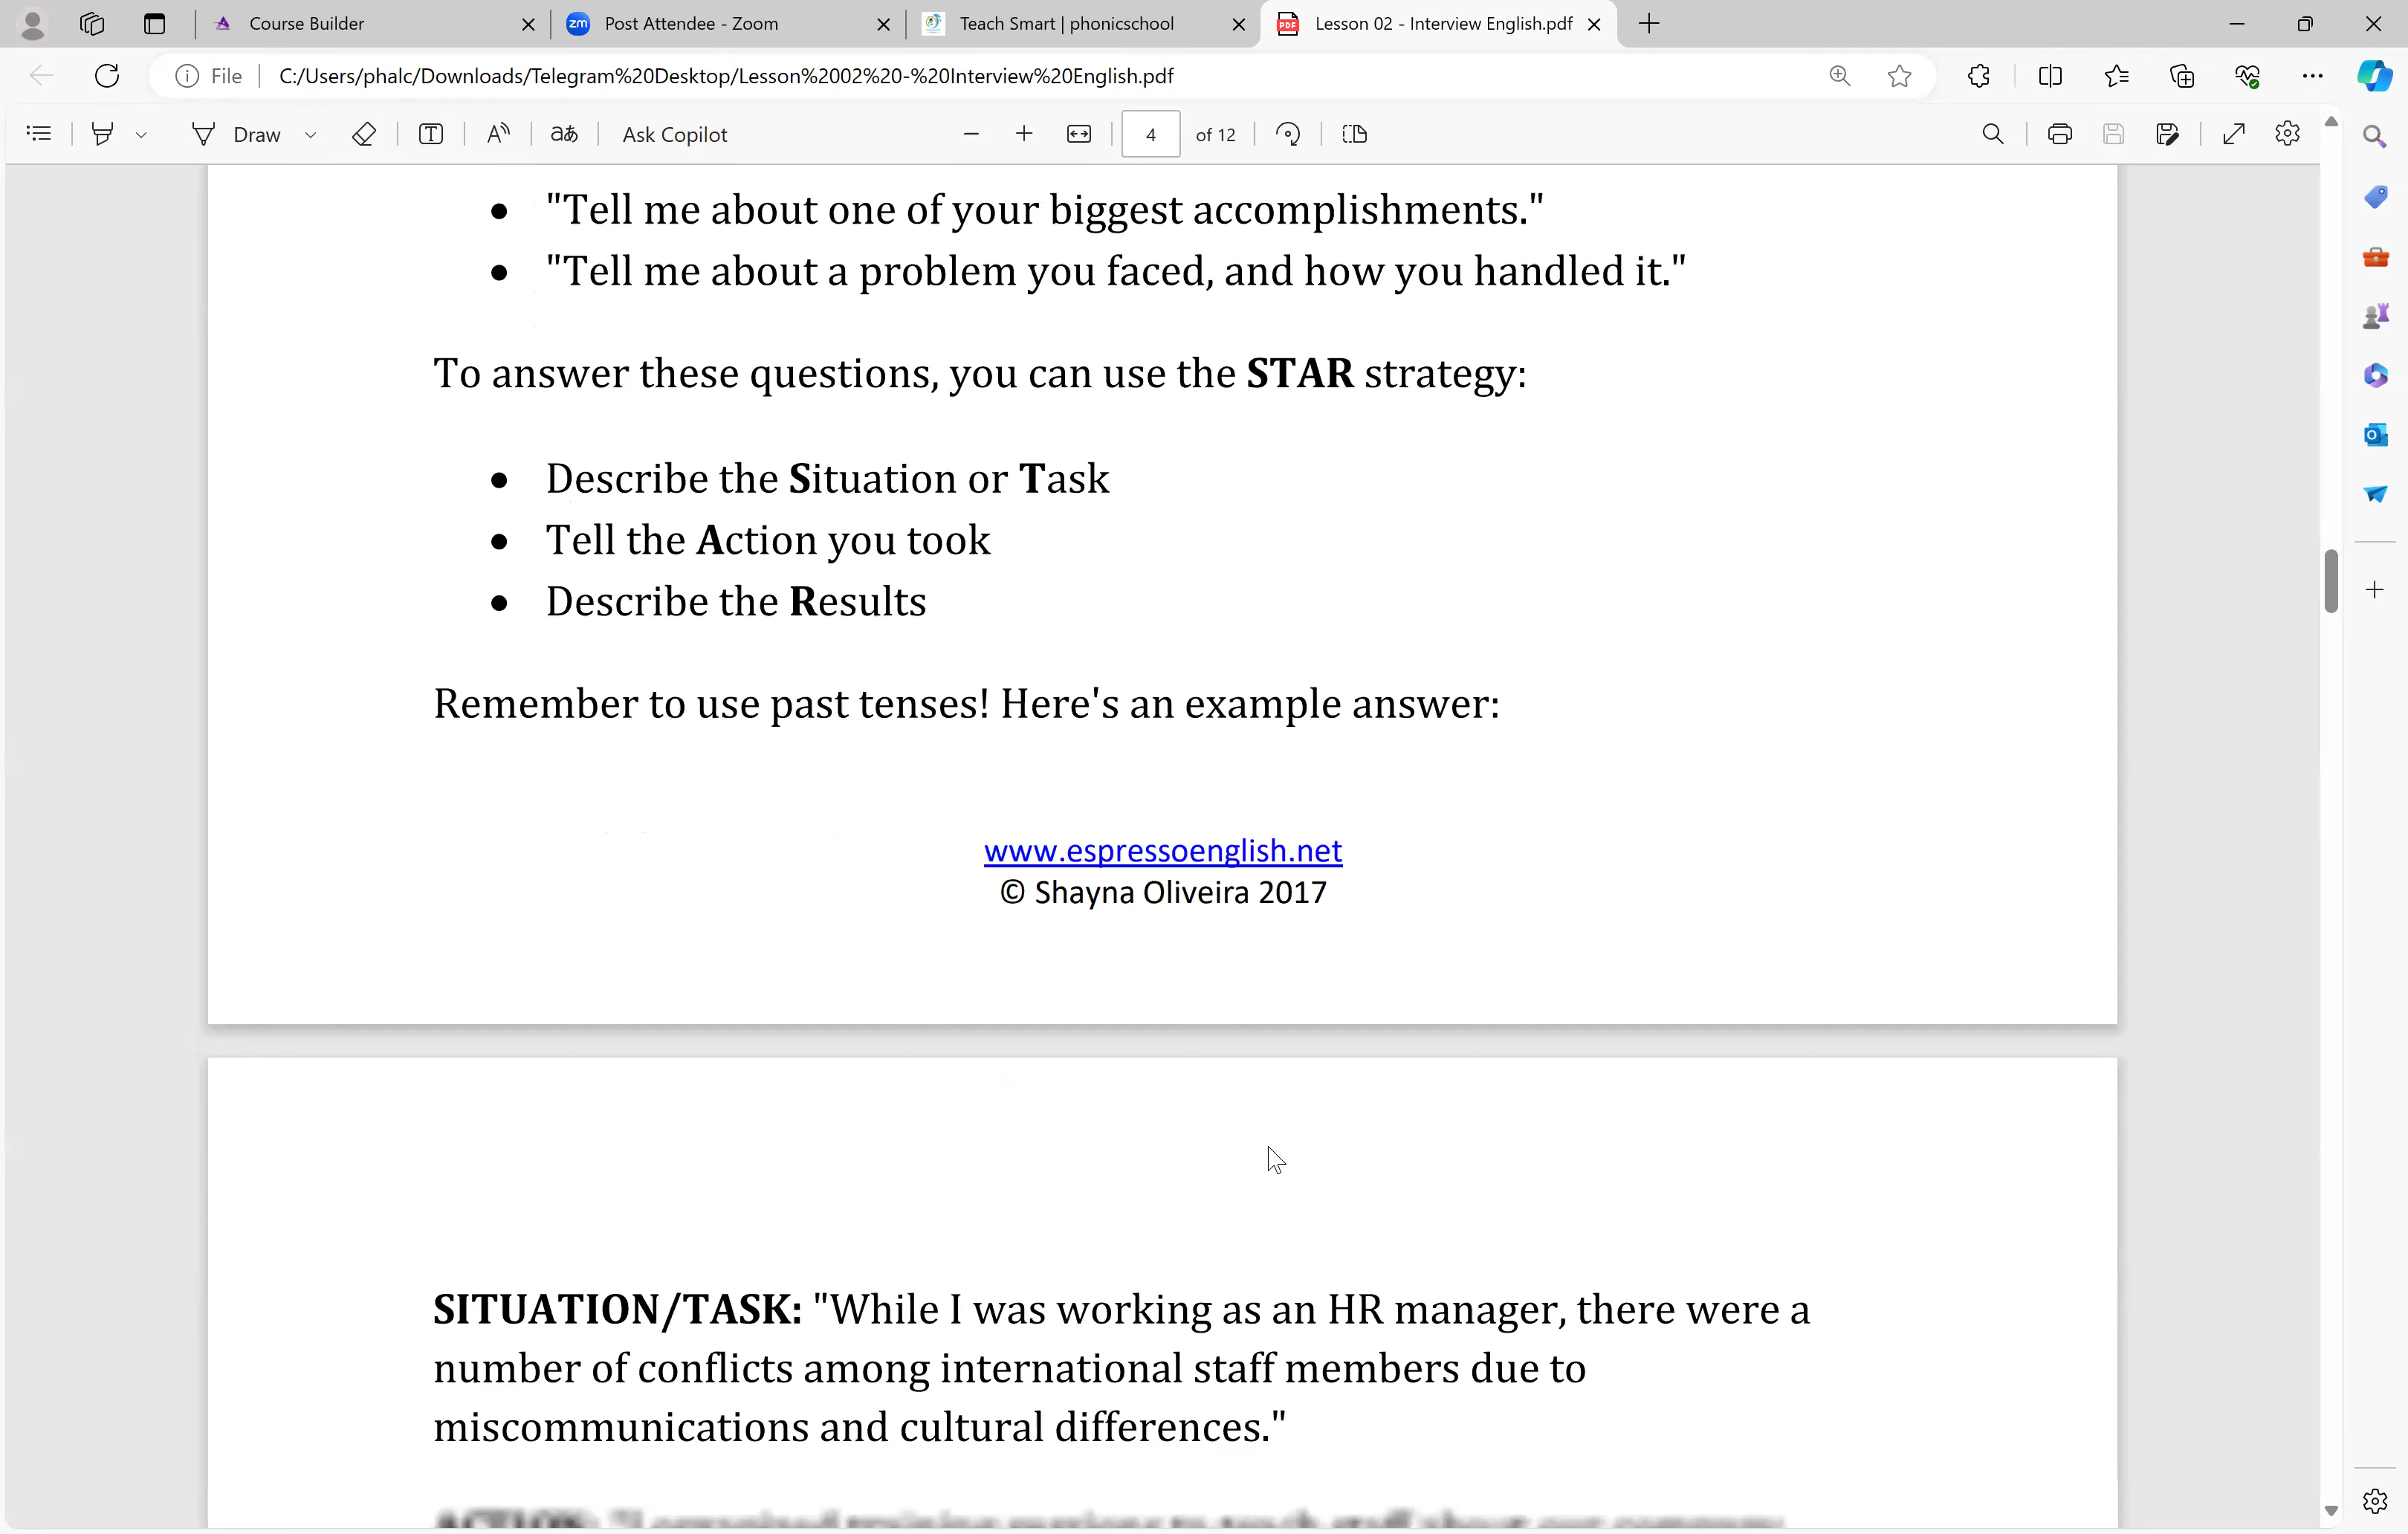 Course Builder
Post Attendee - Zoom
Teach Smart | phonicschool
Lesson 02 - Interview English.pdf
File
C:/Users/phalc/Downloads/Telegram%20Desktop/Lesson%2002%20-%20Interview%20English.pdf
Draw
Ask Copilot
4
of 12
• "Tell me about one of your biggest accomplishments."
• "Tell me about a problem you faced, and how you handled it."
To answer these questions, you can use the STAR strategy:
• Describe the Situation or Task
• Tell the Action you took
• Describe the Results
Remember to use past tenses! Here's an example answer:
www.espressoenglish.net
© Shayna Oliveira 2017
SITUATION/TASK: "While I was working as an HR manager, there were a
number of conflicts among international staff members due to
miscommunications and cultural differences."